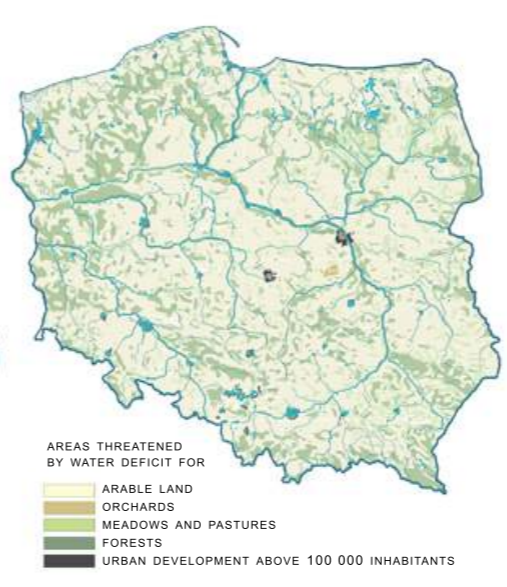 AREAS THREATENED
BY WATER DEFICIT FOR
ARABLE LAND
ORCHARDS
MEADOWS AND PASTURES
FORESTS
URBAN DEVELOPMENT ABOVE 100 000 INHABITANTS